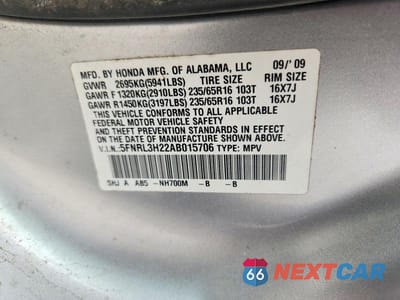 MFD. BY HONDA MFG. OF ALABAMA, LLC 09/'09
GVWR 2695KG(5941LBS) TIRE SIZE RIM SIZE
GAWR F 1320KG(2910LBS) 235/65R16 103T 16X7J
GAWR R1450KG(3197LBS) 235/65R16 103T 16X7J
THIS VEHICLE CONFORMS TO ALL APPLICABLE
FEDERAL MOTOR VEHICLE SAFETY AND THEFT
PREVENTION STANDARDS IN EFFECT
ON THE DATE OF MANUFACTURE SHOWN ABOVE.
V.I.N.:5FNRL3H22AB015706 TYPE: MPV
SHJ A AB5 -NH700M -B -B
66 NEXTCAR